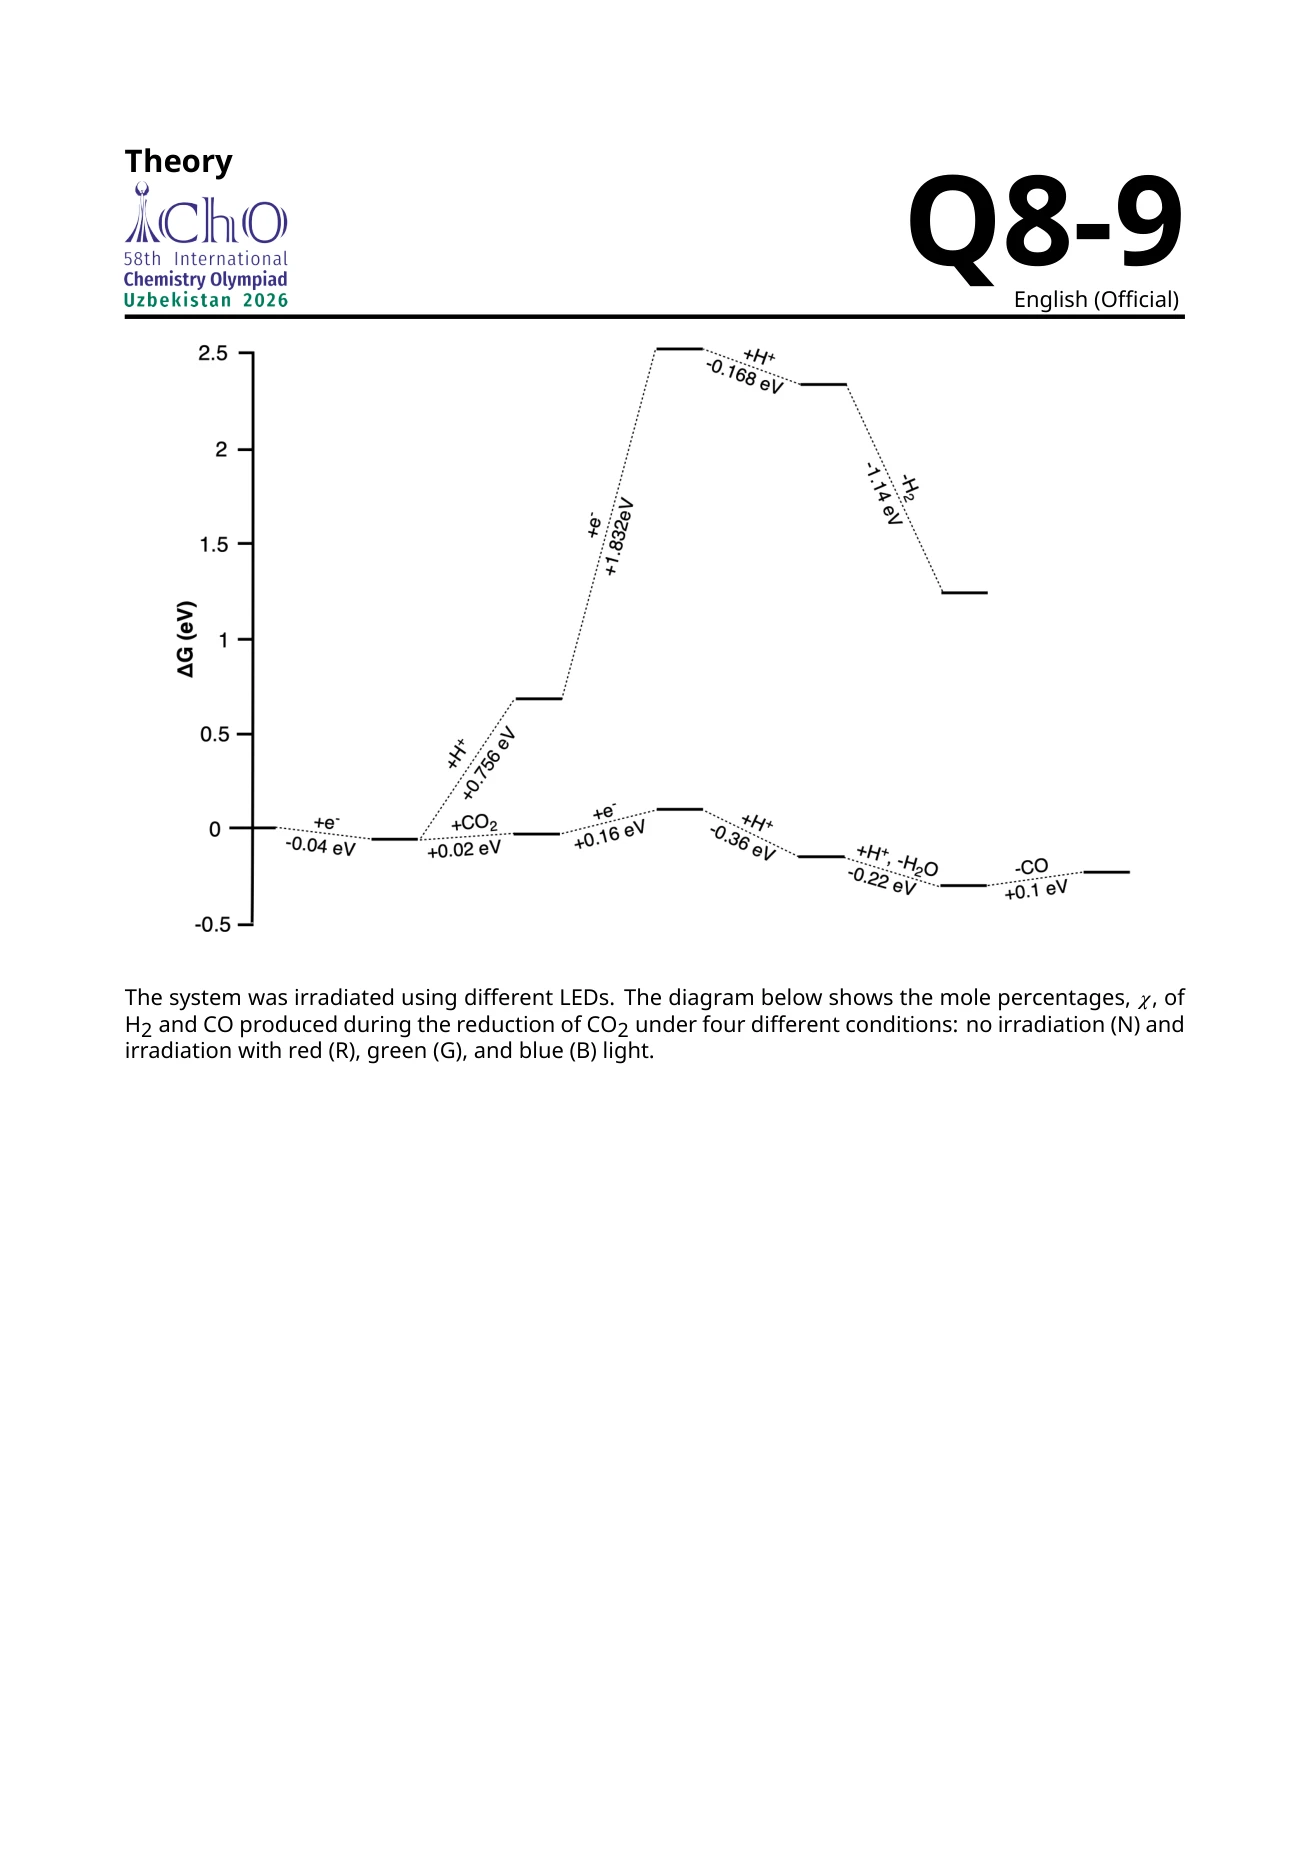 Theory
Q8-9
IChO
58th International
Chemistry Olympiad
Uzbekistan 2026
English (Official)
2.5
2
1.5
1
0.5
0
-0.5
ΔG (eV)
+e⁻
-0.04 eV
+H⁺
+0.756 eV
+e⁻
+1.832eV
+H⁺
-0.168 eV
-H₂
-1.14 eV
+CO₂
+0.02 eV
+e⁻
+0.16 eV
+H⁺
-0.36 eV
+H⁺, -H₂O
-0.22 eV
-CO
+0.1 eV
The system was irradiated using different LEDs. The diagram below shows the mole percentages, χ, of
H₂ and CO produced during the reduction of CO₂ under four different conditions: no irradiation (N) and
irradiation with red (R), green (G), and blue (B) light.